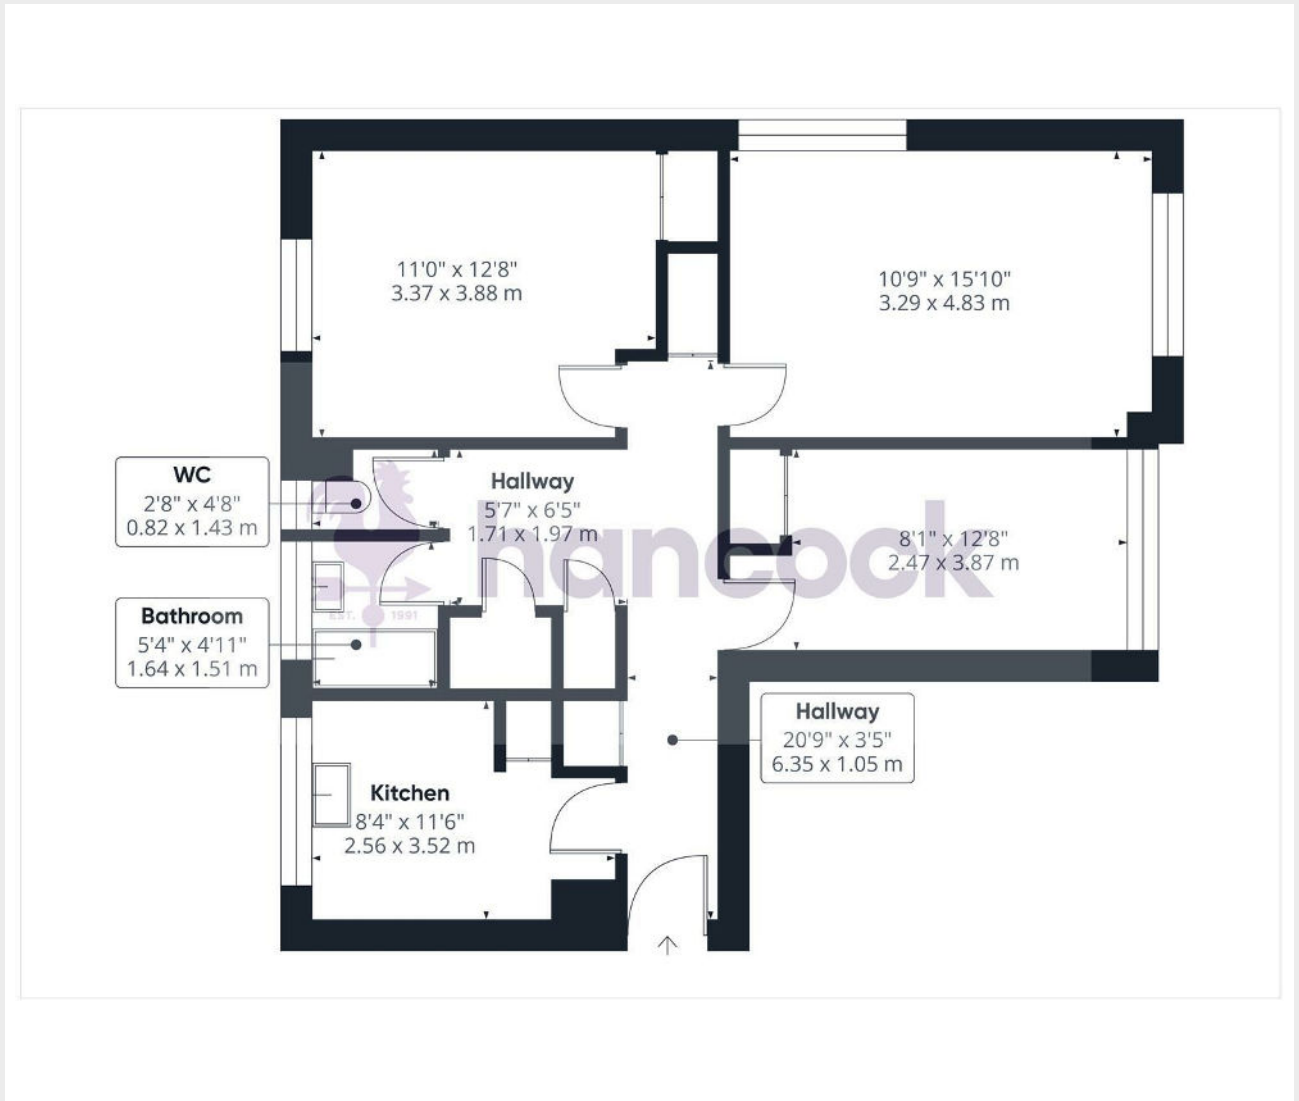 11'0" x 12'8"
3.37 x 3.88 m
10'9" x 15'10"
3.29 x 4.83 m
WC
2'8" x 4'8"
0.82 x 1.43 m
Hallway
5'7" x 6'5"
1.71 x 1.97 m
hancock
8'1" x 12'8"
2.47 x 3.87 m
EST. 1991
Bathroom
5'4" x 4'11"
1.64 x 1.51 m
Hallway
20'9" x 3'5"
6.35 x 1.05 m
Kitchen
8'4" x 11'6"
2.56 x 3.52 m